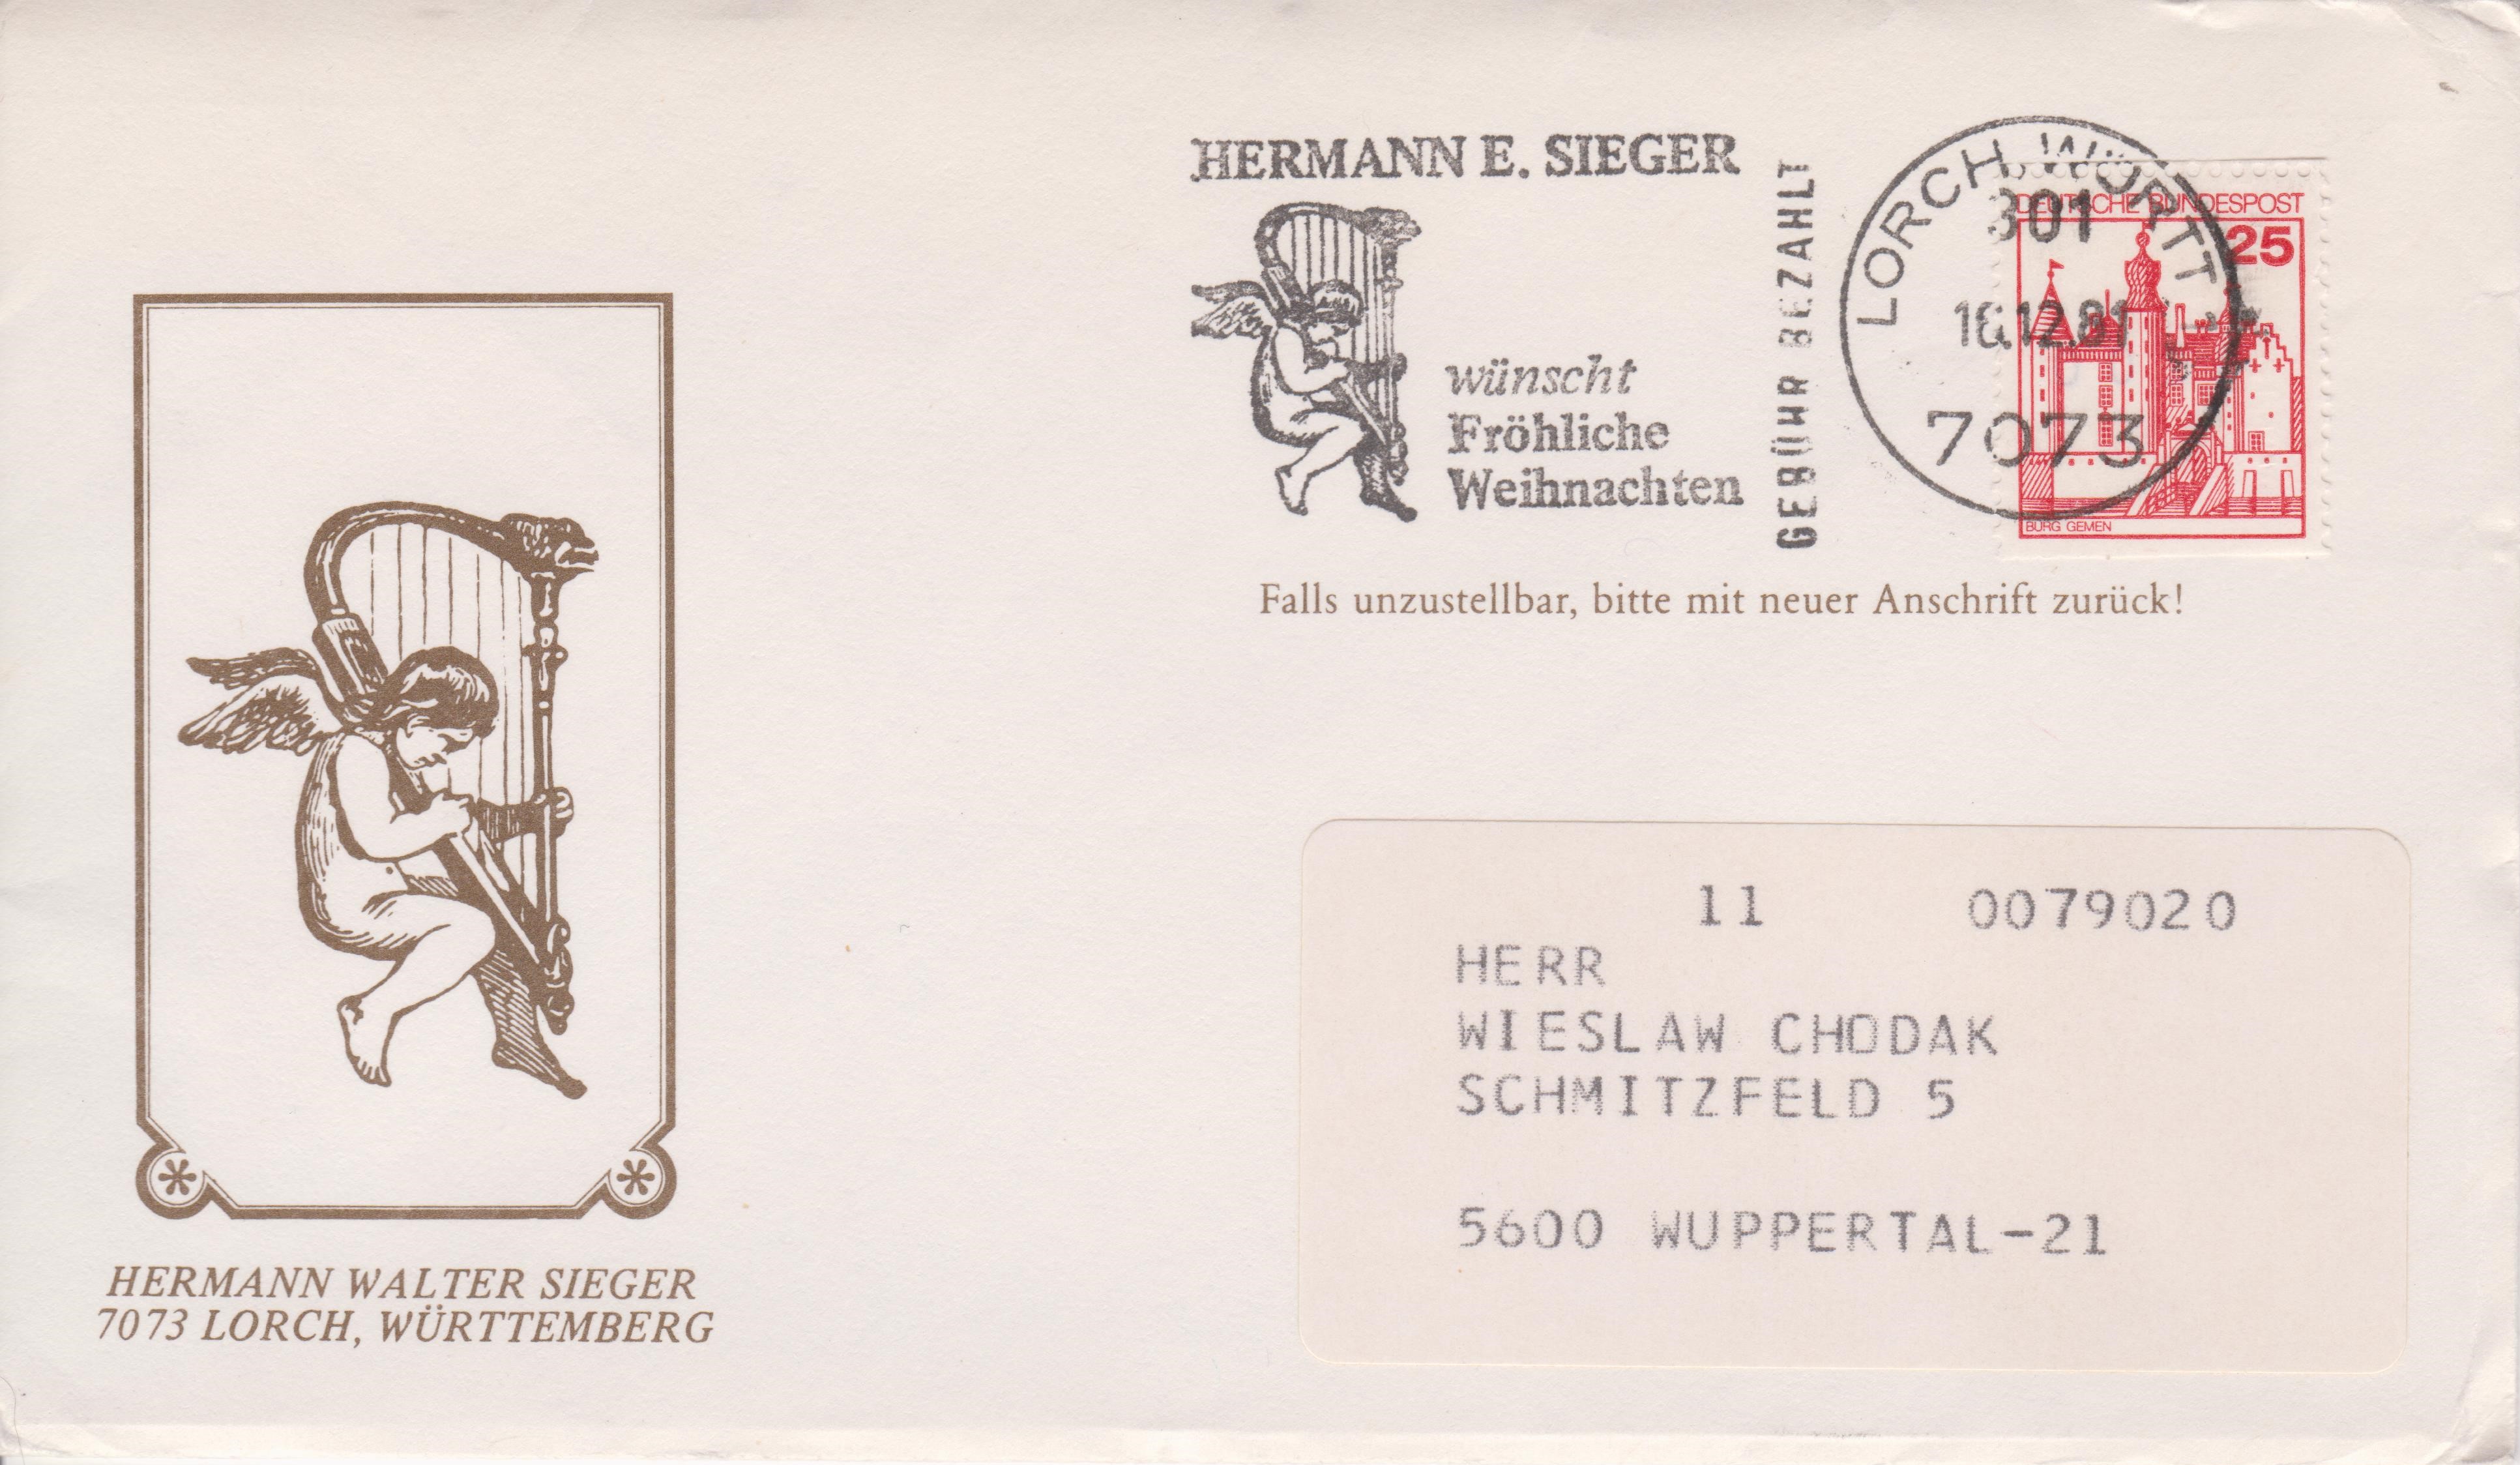 HERMANN E. SIEGER
wünscht
Fröhliche
Weihnachten
GEBÜHR BEZAHLT
LORCH, WÜRTT
301
7073
DEUTSCHE BUNDESPOST
25
BURG GEMEN
Falls unzustellbar, bitte mit neuer Anschrift zurück!
11 0079020
HERR
WIESLAW CHODAK
SCHMITZFELD 5
5600 WUPPERTAL-21
HERMANN WALTER SIEGER
7073 LORCH, WÜRTTEMBERG